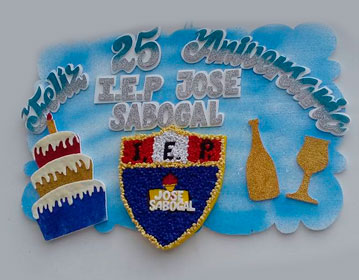 Feliz 25 Aniversario
I.E.P JOSE
SABOGAL
I. E. P.
JOSE
SABOGAL